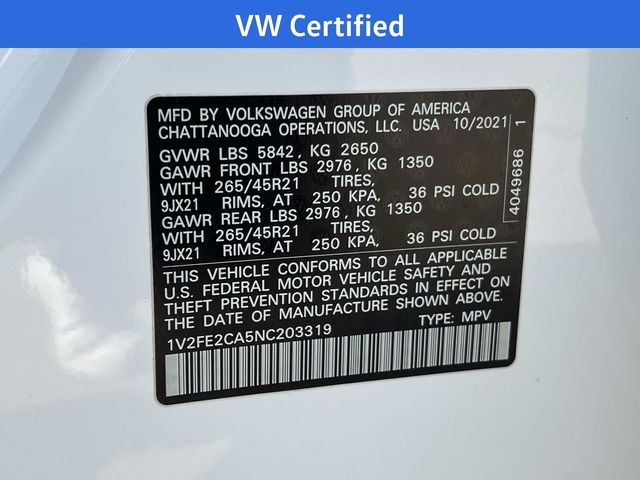 VW Certified
MFD BY VOLKSWAGEN GROUP OF AMERICA
CHATTANOOGA OPERATIONS, LLC. USA 10/2021
GVWR LBS 5842, KG 2650
GAWR FRONT LBS 2976, KG 1350
WITH 265/45R21 TIRES,
9JX21 RIMS, AT 250 KPA, 36 PSI COLD
GAWR REAR LBS 2976, KG 1350
WITH 265/45R21 TIRES,
9JX21 RIMS, AT 250 KPA, 36 PSI COLD
THIS VEHICLE CONFORMS TO ALL APPLICABLE
U.S. FEDERAL MOTOR VEHICLE SAFETY AND
THEFT PREVENTION STANDARDS IN EFFECT ON
THE DATE OF MANUFACTURE SHOWN ABOVE.
1V2FE2CA5NC203319 TYPE: MPV
4049686 1